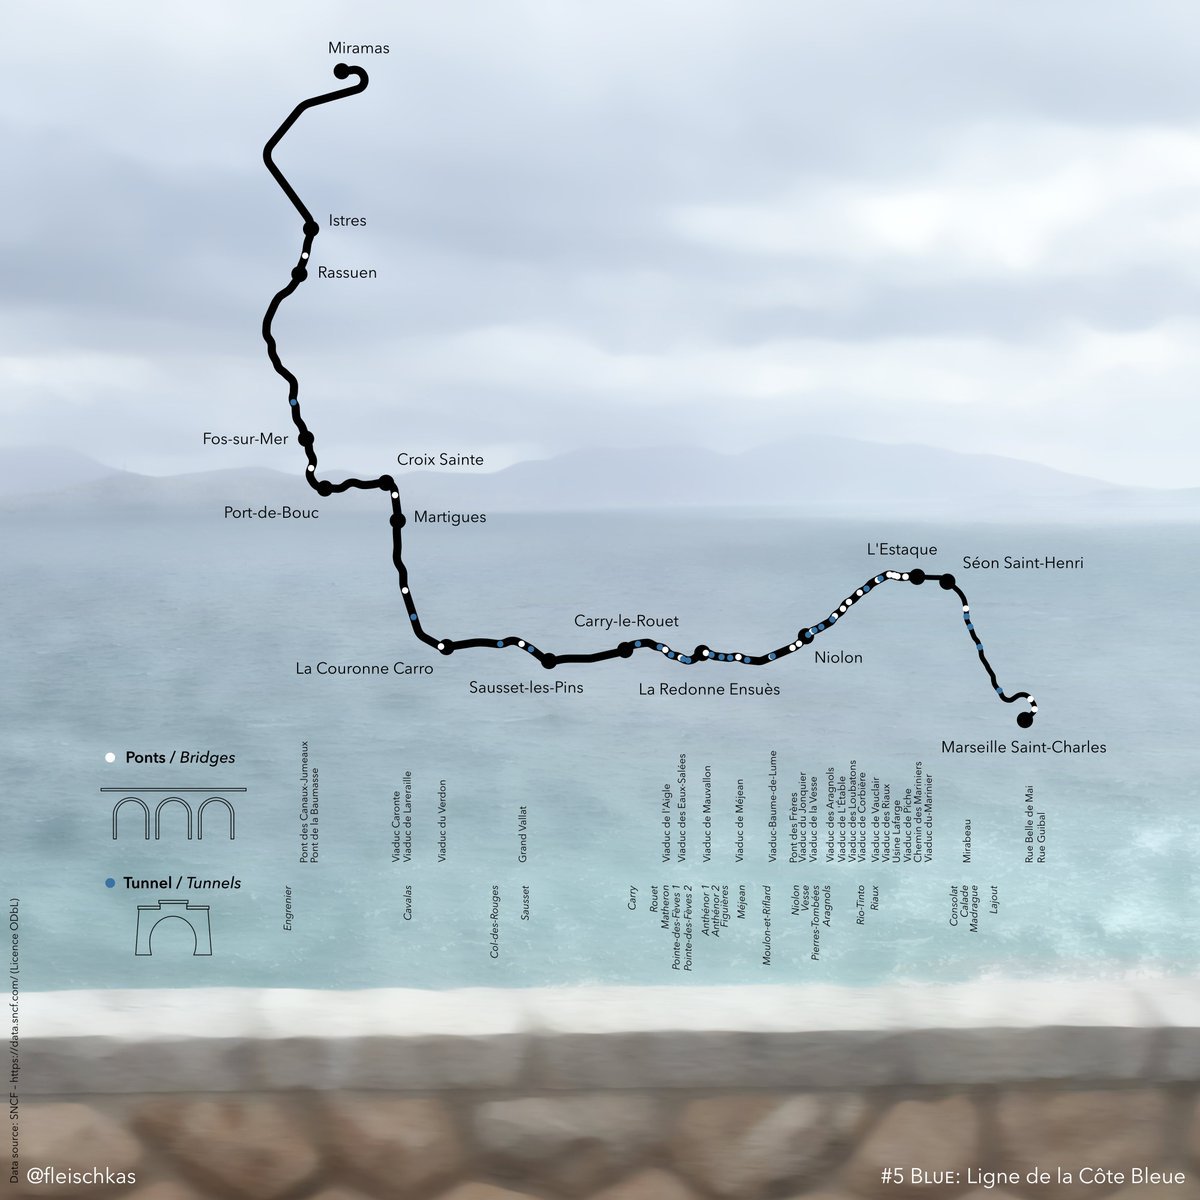 Miramas
Istres
Rassuen
Fos-sur-Mer
Croix Sainte
Port-de-Bouc
Martigues
L'Estaque
Séon Saint-Henri
Carry-le-Rouet
Niolon
La Couronne Carro
Sausset-les-Pins
La Redonne Ensuès
Marseille Saint-Charles
Ponts / Bridges
Pont des Canaux-Jumeaux
Pont de la Baumasse
Viaduc Caronte
Viaduc de Lareraille
Viaduc du Verdon
Grand Vallat
Viaduc de l'Aigle
Viaduc des Eaux-Salées
Viaduc de Mauvallon
Viaduc de Méjean
Viaduc-Baume-de-Lume
Pont des Frères
Viaduc du Jonquier
Viaduc de la Vesse
Viaduc des Aragnols
Viaduc de l'Étable
Viaduc des Loubatons
Viaduc de Corbière
Viaduc de Vauclair
Viaduc des Riaux
Usine Lafarge
Viaduc de Piche
Chemin des Mariniers
Viaduc du-Marinier
Mirabeau
Rue Belle de Mai
Rue Guibal
Tunnel / Tunnels
Engrenier
Cavalas
Col-des-Rouges
Sausset
Carry
Rouet
Matheron
Pointe-des-Fèves 1
Pointe-des-Fèves 2
Anthénor 1
Anthénor 2
Figuières
Méjean
Moulon-et-Riflard
Niolon
Vesse
Pierres-Tombées
Aragnols
Rio-Tinto
Riaux
Consolat
Calade
Madrague
Lajout
Data source: SNCF – https://data.sncf.com/ (Licence ODbL)
@fleischkas
#5 BLUE: Ligne de la Côte Bleue